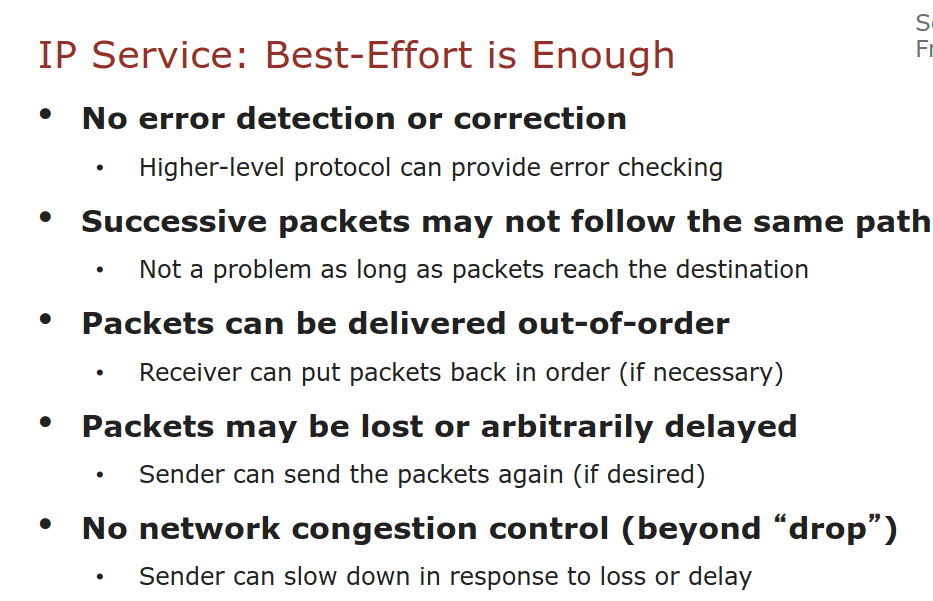 IP Service: Best-Effort is Enough
• No error detection or correction
• Higher-level protocol can provide error checking
• Successive packets may not follow the same path
• Not a problem as long as packets reach the destination
• Packets can be delivered out-of-order
• Receiver can put packets back in order (if necessary)
• Packets may be lost or arbitrarily delayed
• Sender can send the packets again (if desired)
• No network congestion control (beyond “drop”)
• Sender can slow down in response to loss or delay